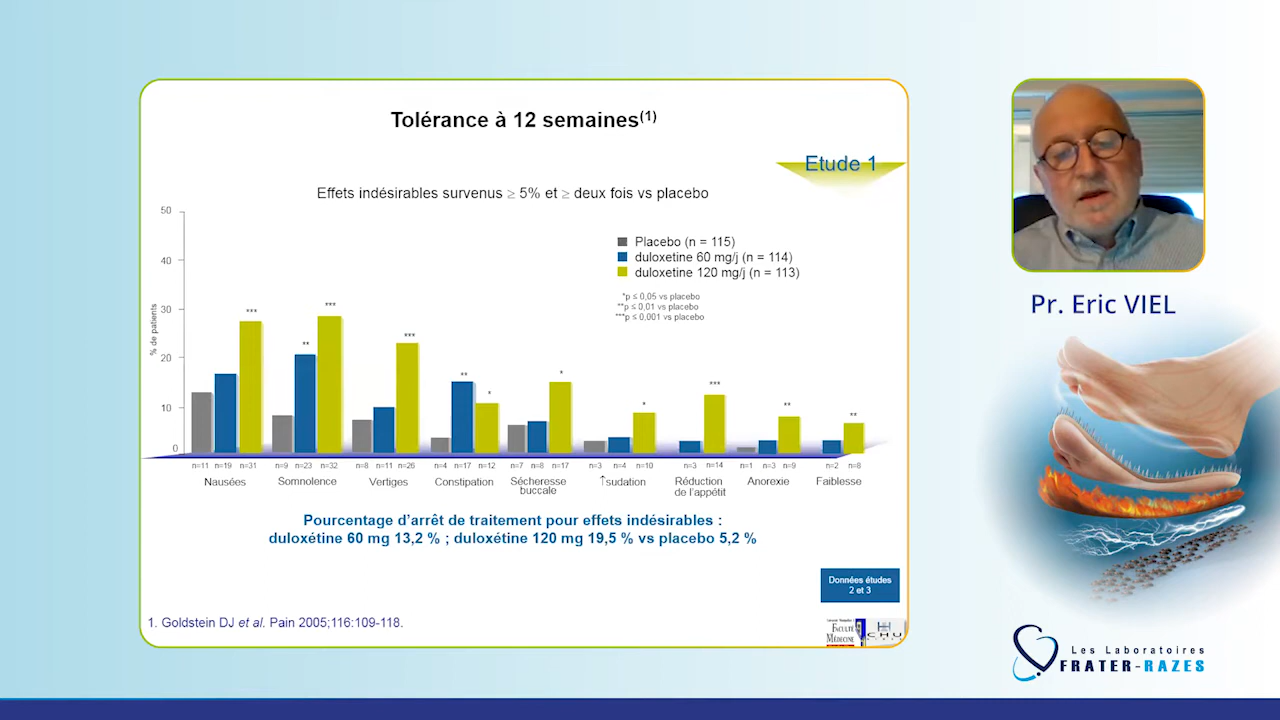 Tolérance à 12 semaines(1)
Etude 1
Effets indésirables survenus ≥ 5% et ≥ deux fois vs placebo
50
40
30
20
10
0
% de patients
Placebo (n = 115)
duloxetine 60 mg/j (n = 114)
duloxetine 120 mg/j (n = 113)
*p ≤ 0,05 vs placebo
**p ≤ 0,01 vs placebo
***p ≤ 0,001 vs placebo
*** ** *** *** ** * * * *** ** **
n=11 n=19 n=31 n=9 n=23 n=32 n=8 n=11 n=26 n=4 n=17 n=12 n=7 n=8 n=17 n=3 n=4 n=10 n=3 n=14 n=1 n=3 n=9 n=2 n=8
Nausées Somnolence Vertiges Constipation Sécheresse buccale ↑sudation Réduction de l'appétit Anorexie Faiblesse
Pourcentage d'arrêt de traitement pour effets indésirables :
duloxétine 60 mg 13,2 % ; duloxétine 120 mg 19,5 % vs placebo 5,2 %
Données études
2 et 3
1. Goldstein DJ et al. Pain 2005;116:109-118.
FACULTÉ
MÉDECINE
CHU
Pr. Eric VIEL
Les Laboratoires
FRATER-RAZES